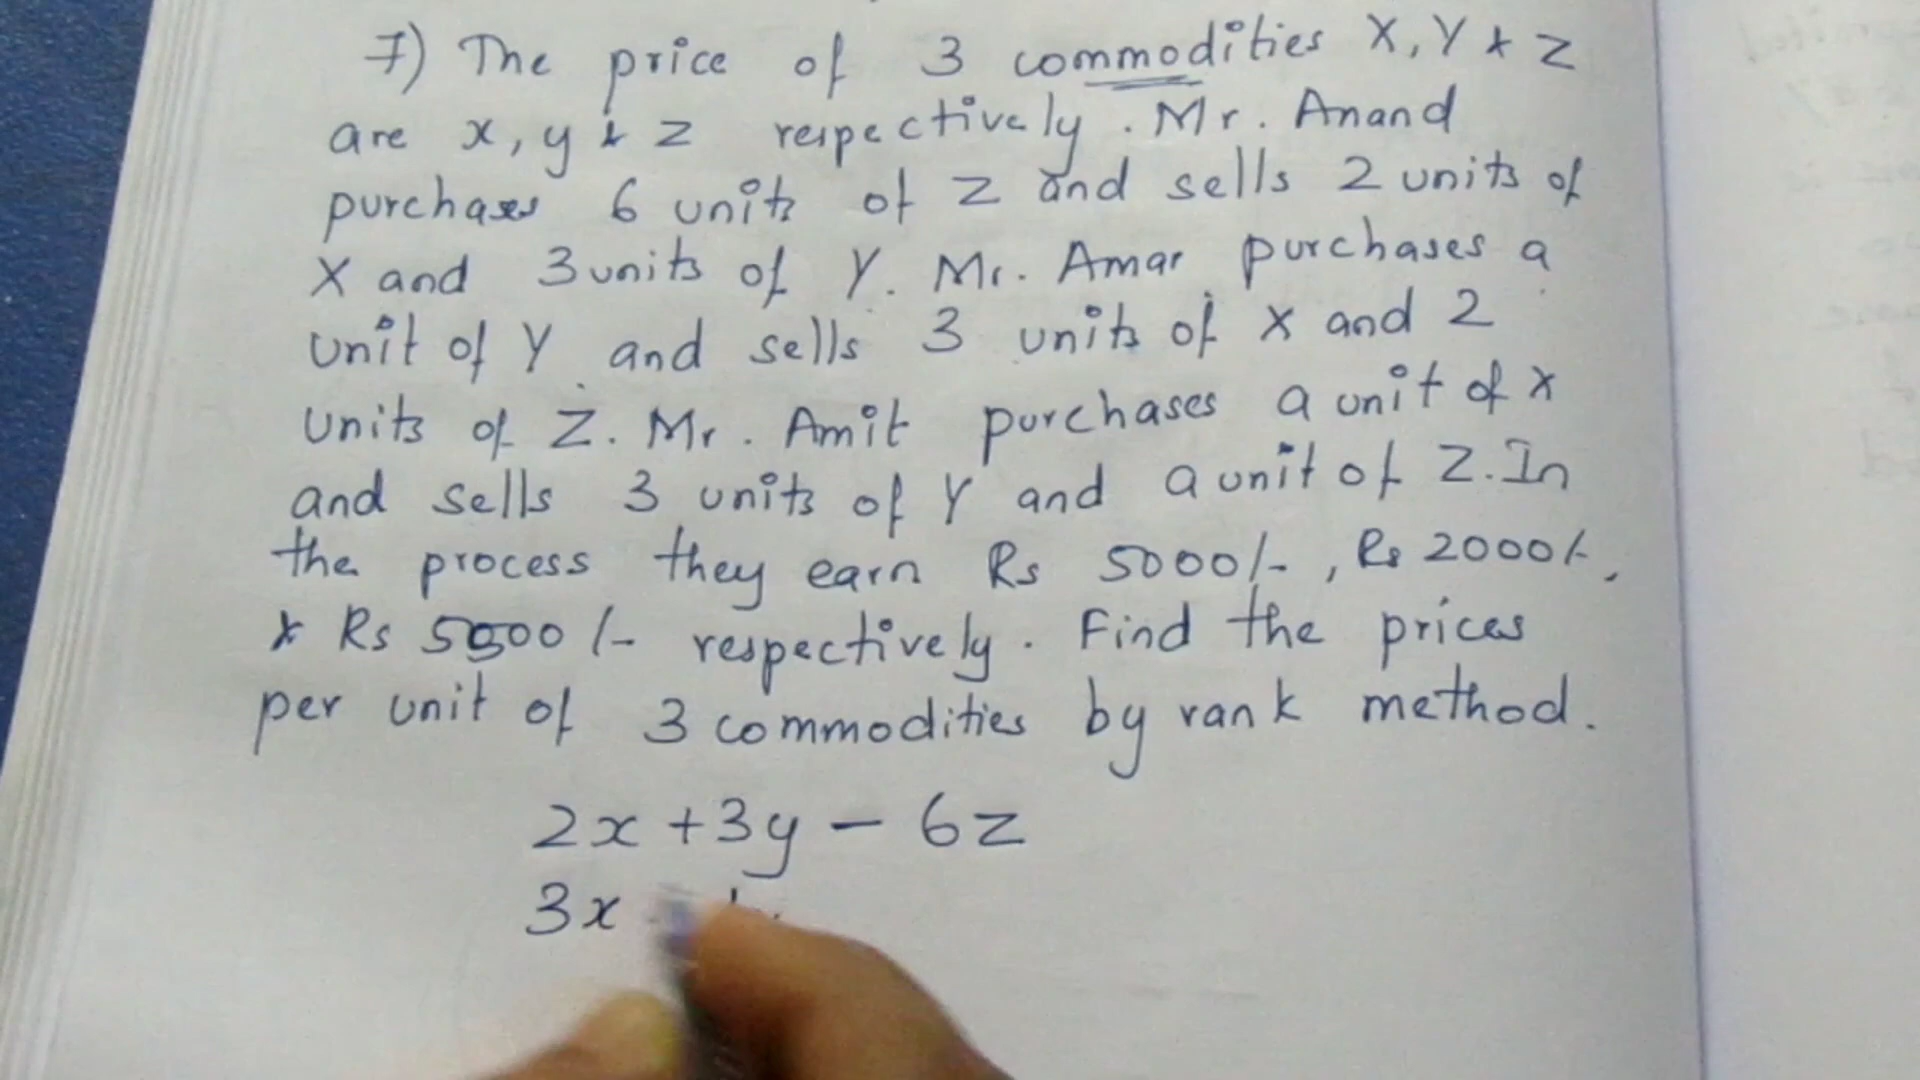 7) The price of 3 commodities X, Y & Z
are x, y & z respectively. Mr. Anand
purchases 6 units of Z and sells 2 units of
X and 3 units of Y. Mr. Amar purchases a
unit of Y and sells 3 units of X and 2
units of Z. Mr. Amit purchases a unit of X
and sells 3 units of Y and a unit of Z. In
the process they earn Rs 5000/-, Rs 2000/-,
& Rs 5500/- respectively. Find the prices
per unit of 3 commodities by rank method.
2x + 3y - 6z
3x